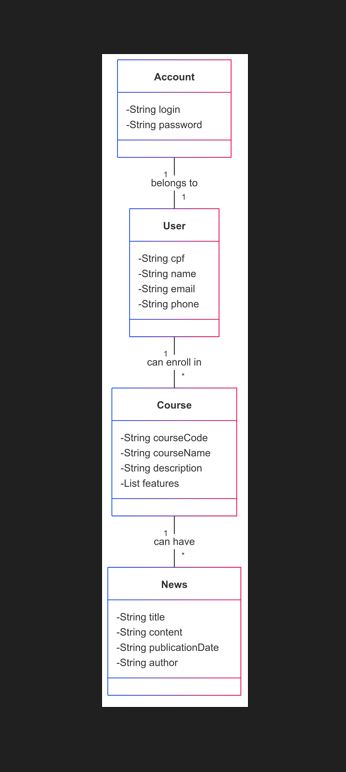 Account
-String login
-String password
1
belongs to
1
User
-String cpf
-String name
-String email
-String phone
1
can enroll in
*
Course
-String courseCode
-String courseName
-String description
-List features
1
can have
*
News
-String title
-String content
-String publicationDate
-String author